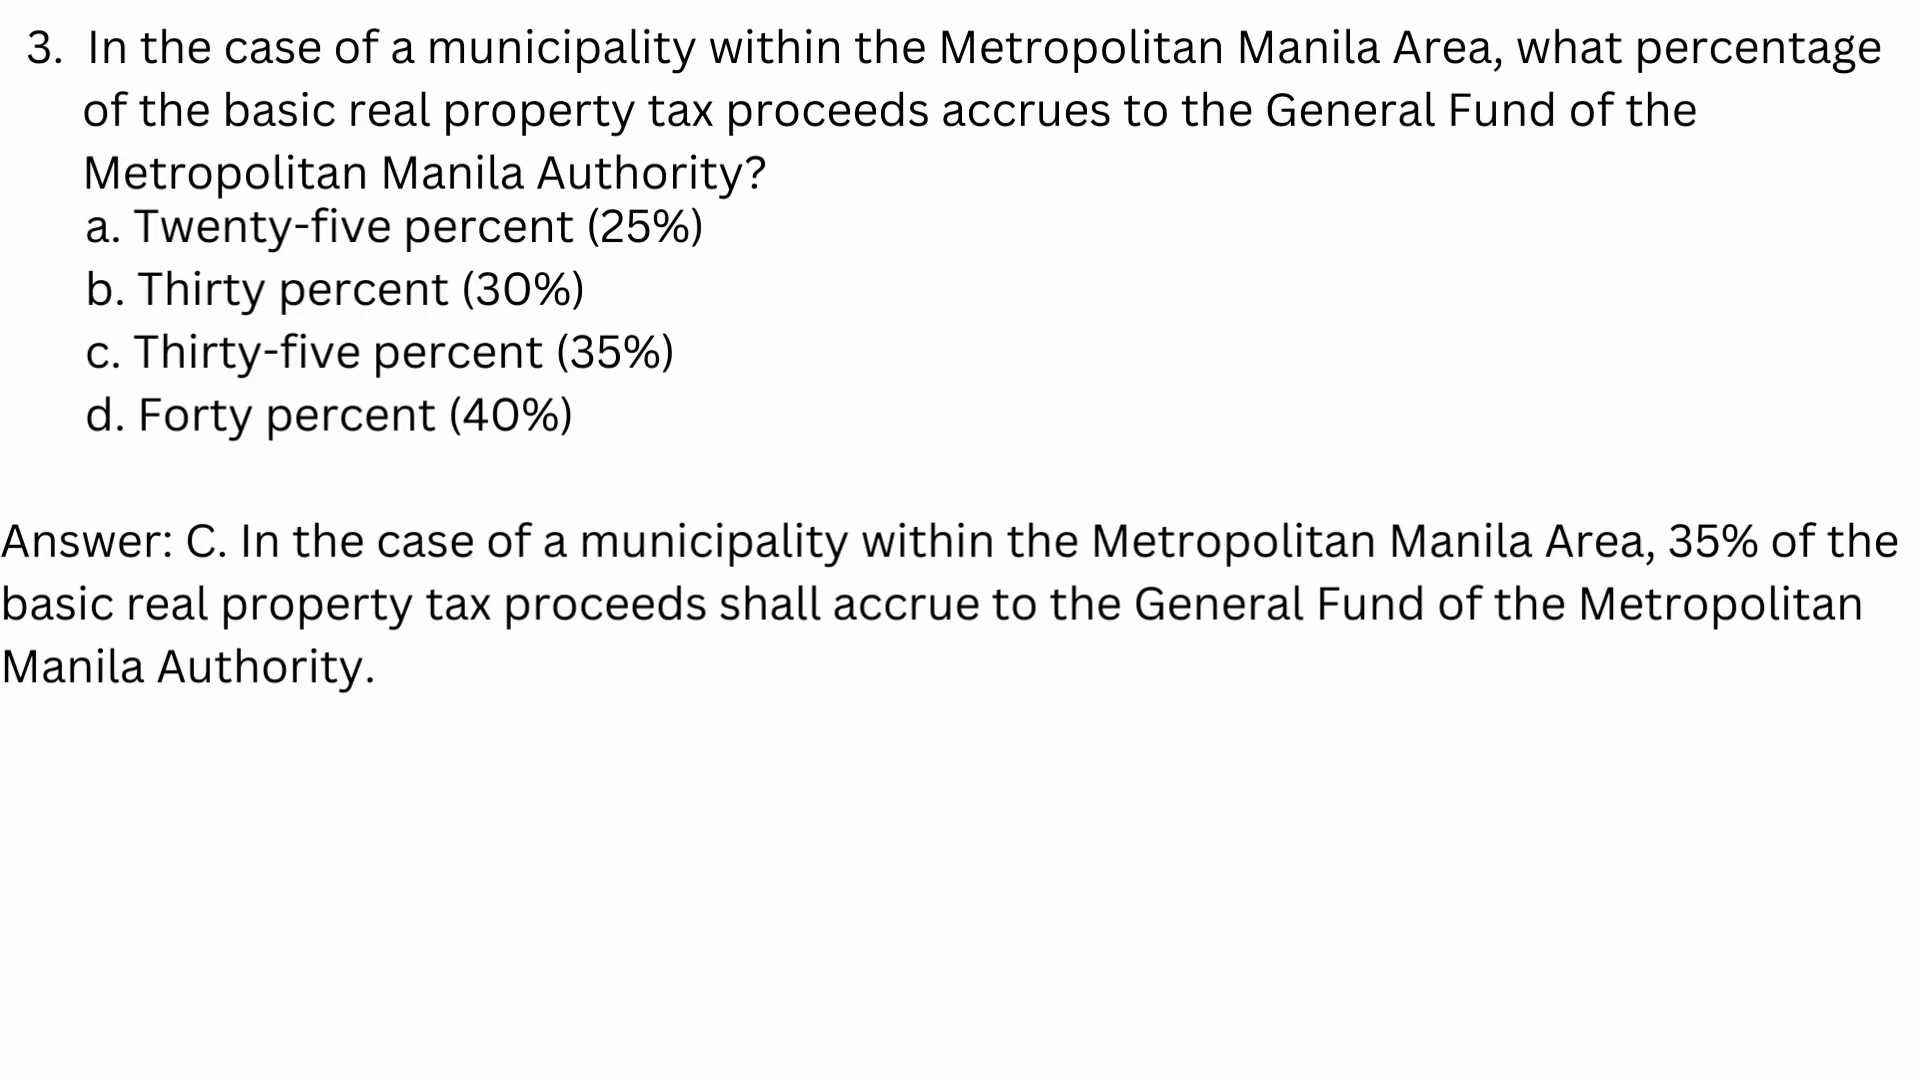 3. In the case of a municipality within the Metropolitan Manila Area, what percentage
of the basic real property tax proceeds accrues to the General Fund of the
Metropolitan Manila Authority?
a. Twenty-five percent (25%)
b. Thirty percent (30%)
c. Thirty-five percent (35%)
d. Forty percent (40%)
Answer: C. In the case of a municipality within the Metropolitan Manila Area, 35% of the
basic real property tax proceeds shall accrue to the General Fund of the Metropolitan
Manila Authority.